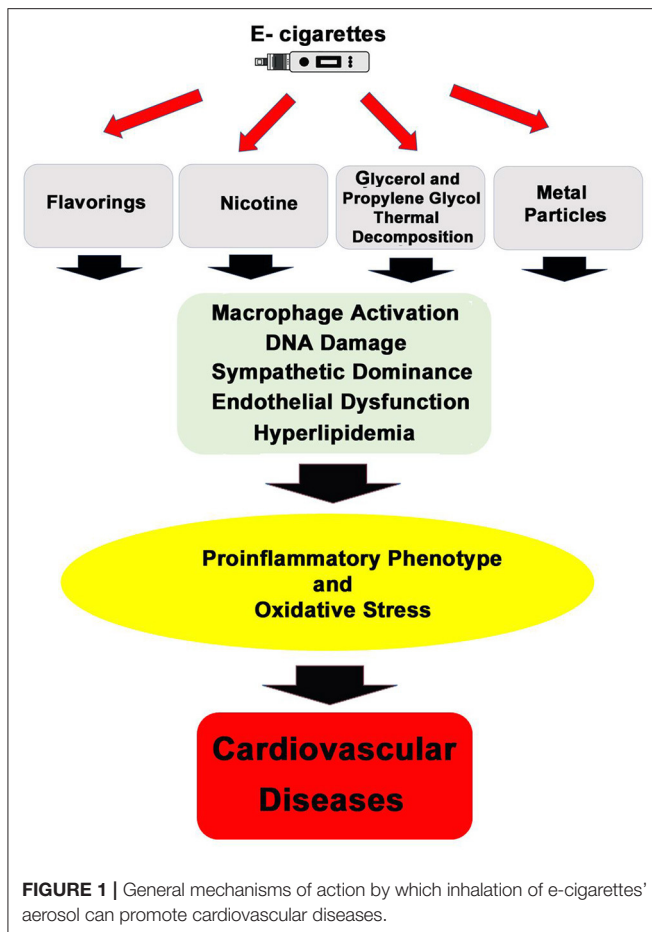 E- cigarettes
Flavorings
Nicotine
Glycerol and
Propylene Glycol
Thermal
Decomposition
Metal
Particles
Macrophage Activation
DNA Damage
Sympathetic Dominance
Endothelial Dysfunction
Hyperlipidemia
Proinflammatory Phenotype
and
Oxidative Stress
Cardiovascular
Diseases
FIGURE 1 | General mechanisms of action by which inhalation of e-cigarettes’
aerosol can promote cardiovascular diseases.